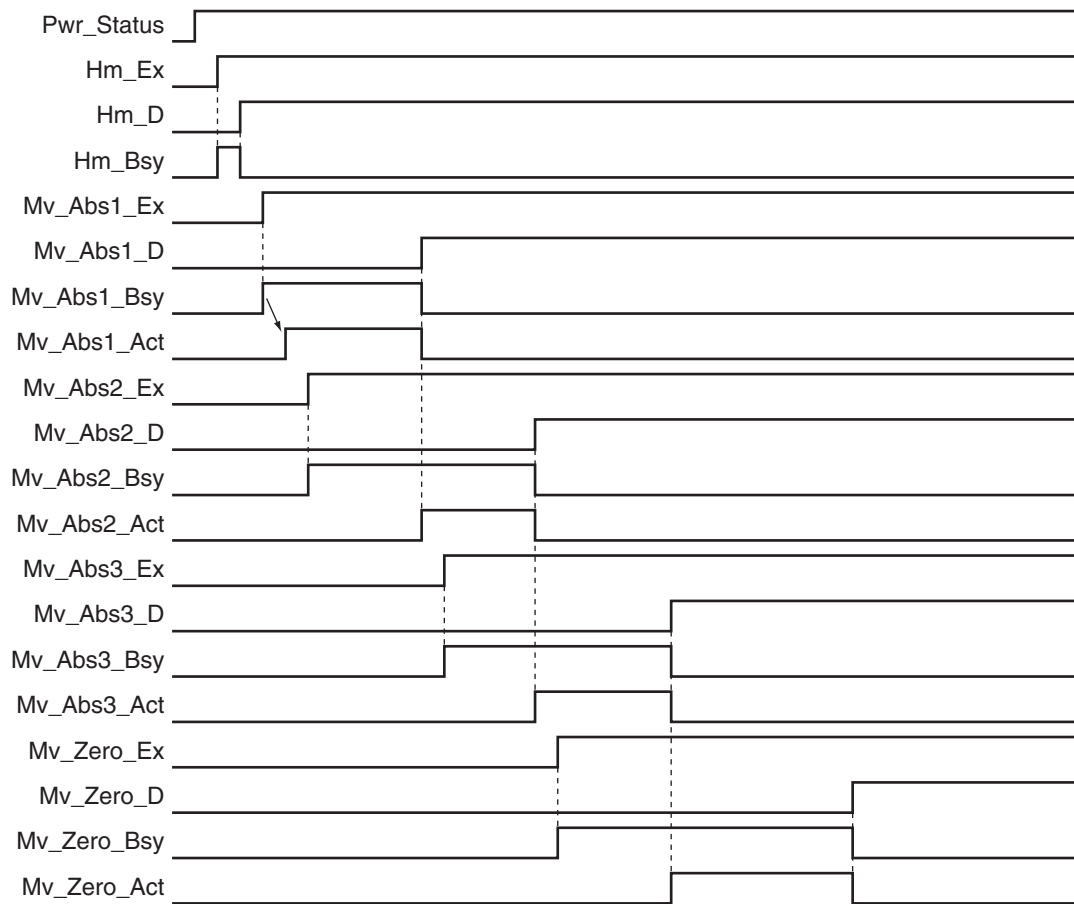 Pwr_Status
Hm_Ex
Hm_D
Hm_Bsy
Mv_Abs1_Ex
Mv_Abs1_D
Mv_Abs1_Bsy
Mv_Abs1_Act
Mv_Abs2_Ex
Mv_Abs2_D
Mv_Abs2_Bsy
Mv_Abs2_Act
Mv_Abs3_Ex
Mv_Abs3_D
Mv_Abs3_Bsy
Mv_Abs3_Act
Mv_Zero_Ex
Mv_Zero_D
Mv_Zero_Bsy
Mv_Zero_Act